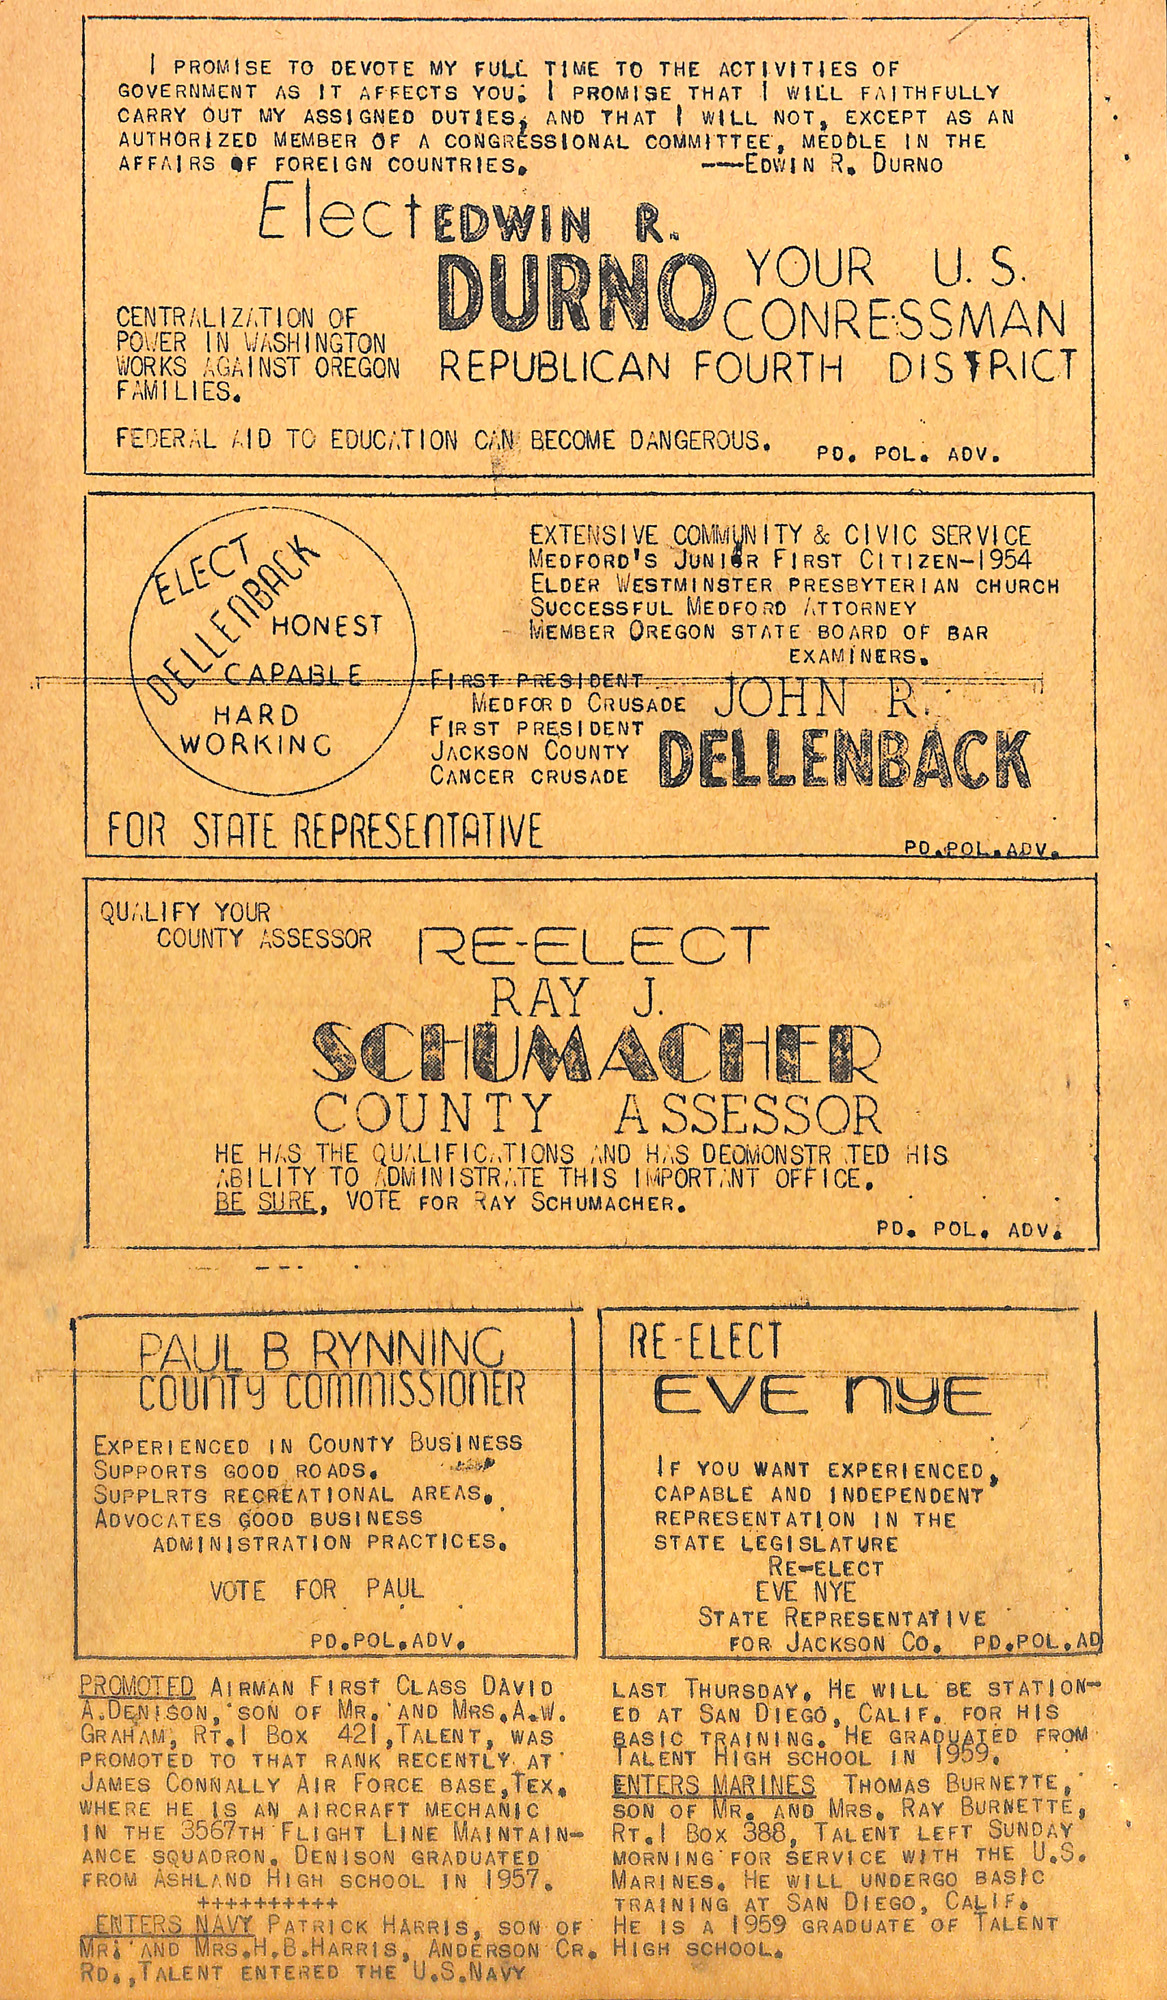 I PROMISE TO DEVOTE MY FULL TIME TO THE ACTIVITIES OF
GOVERNMENT AS IT AFFECTS YOU; I PROMISE THAT I WILL FAITHFULLY
CARRY OUT MY ASSIGNED DUTIES, AND THAT I WILL NOT, EXCEPT AS AN
AUTHORIZED MEMBER OF A CONGRESSIONAL COMMITTEE, MEDDLE IN THE
AFFAIRS OF FOREIGN COUNTRIES. ---EDWIN R. DURNO
Elect EDWIN R.
DURNO YOUR U. S.
CONRESSMAN
REPUBLICAN FOURTH DISTRICT
CENTRALIZATION OF
POWER IN WASHINGTON
WORKS AGAINST OREGON
FAMILIES.
FEDERAL AID TO EDUCATION CAN BECOME DANGEROUS. PD. POL. ADV.
ELECT
DELLENBACK
HONEST
CAPABLE
HARD
WORKING
EXTENSIVE COMMUNITY & CIVIC SERVICE
MEDFORD'S JUNIOR FIRST CITIZEN-1954
ELDER WESTMINSTER PRESBYTERIAN CHURCH
SUCCESSFUL MEDFORD ATTORNEY
MEMBER OREGON STATE BOARD OF BAR
EXAMINERS.
FIRST PRESIDENT
MEDFORD CRUSADE
FIRST PRESIDENT
JACKSON COUNTY
CANCER CRUSADE
JOHN R.
DELLENBACK
FOR STATE REPRESENTATIVE
PD.POL.ADV.
QUALIFY YOUR
COUNTY ASSESSOR
RE-ELECT
RAY J.
SCHUMACHER
COUNTY ASSESSOR
HE HAS THE QUALIFICATIONS AND HAS DEOMONSTRATED HIS
ABILITY TO ADMINISTRATE THIS IMPORTANT OFFICE.
BE SURE, VOTE FOR RAY SCHUMACHER.
PD. POL. ADV.
PAUL B RYNNING
COUNTY COMMISSIONER
EXPERIENCED IN COUNTY BUSINESS
SUPPORTS GOOD ROADS.
SUPPLRTS RECREATIONAL AREAS.
ADVOCATES GOOD BUSINESS
ADMINISTRATION PRACTICES.
VOTE FOR PAUL
PD.POL.ADV.
RE-ELECT
EVE NYE
IF YOU WANT EXPERIENCED,
CAPABLE AND INDEPENDENT
REPRESENTATION IN THE
STATE LEGISLATURE
RE-ELECT
EVE NYE
STATE REPRESENTATIVE
FOR JACKSON CO. PD.POL.AD
PROMOTED AIRMAN FIRST CLASS DAVID
A.DENISON, SON OF MR. AND MRS.A.W.
GRAHAM, RT.1 BOX 421,TALENT, WAS
PROMOTED TO THAT RANK RECENTLY AT
JAMES CONNALLY AIR FORCE BASE,TEX.
WHERE HE IS AN AIRCRAFT MECHANIC
IN THE 3567TH FLIGHT LINE MAINTAIN-
ANCE SQUADRON. DENISON GRADUATED
FROM ASHLAND HIGH SCHOOL IN 1957.
++++++++++
ENTERS NAVY PATRICK HARRIS, SON OF
MR. AND MRS.H.B.HARRIS, ANDERSON CR.
RD.,TALENT ENTERED THE U.S.NAVY
LAST THURSDAY. HE WILL BE STATION-
ED AT SAN DIEGO, CALIF. FOR HIS
BASIC TRAINING. HE GRADUATED FROM
TALENT HIGH SCHOOL IN 1959.
ENTERS MARINES THOMAS BURNETTE,
SON OF MR. AND MRS. RAY BURNETTE,
RT.1 BOX 388, TALENT LEFT SUNDAY
MORNING FOR SERVICE WITH THE U.S.
MARINES. HE WILL UNDERGO BASIC
TRAINING AT SAN DIEGO, CALIF.
HE IS A 1959 GRADUATE OF TALENT
HIGH SCHOOL.